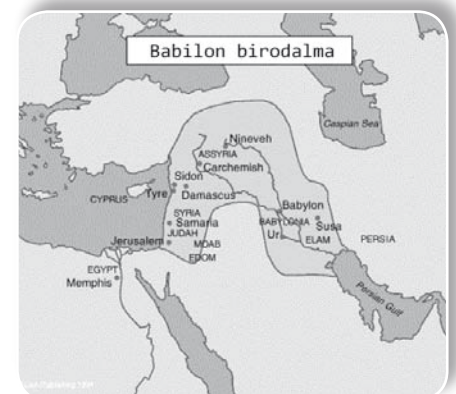 Babilon birodalma
Caspian Sea
Nineveh
ASSYRIA
Carchemish
Sidon
CYPRUS
Tyre
Damascus
Babylon
SYRIA
BABYLONIA
Susa
Samaria
JUDAH
Ur
ELAM
PERSIA
Jerusalem
MOAB
EDOM
EGYPT
Memphis
Persian Gulf